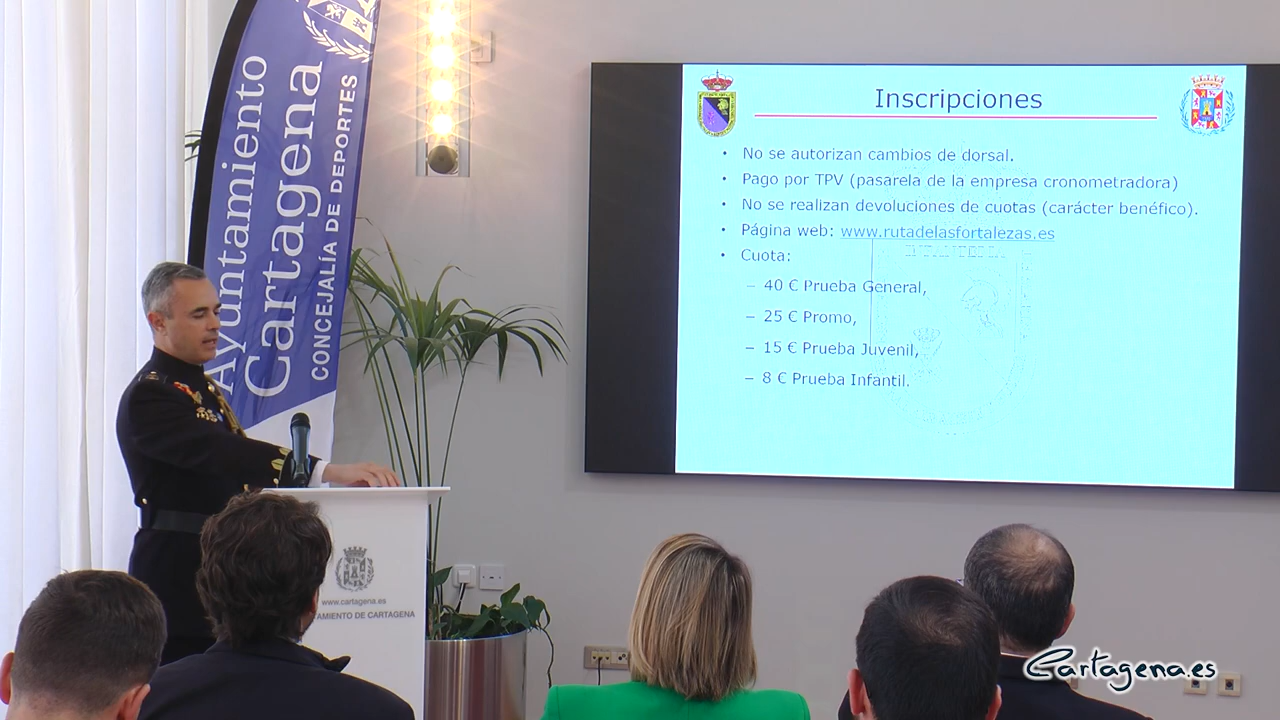 Ayuntamiento
Cartagena
CONCEJALÍA DE DEPORTES
Inscripciones
• No se autorizan cambios de dorsal.
• Pago por TPV (pasarela de la empresa cronometradora)
• No se realizan devoluciones de cuotas (carácter benéfico).
• Página web: www.rutadelasfortalezas.es
• Cuota:
– 40 € Prueba General,
– 25 € Promo,
– 15 € Prueba Juvenil,
– 8 € Prueba Infantil.
www.cartagena.es
AMIENTO DE CARTAGENA
Cartagena.es